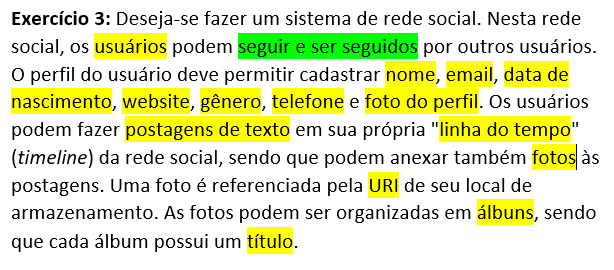 Exercício 3: Deseja-se fazer um sistema de rede social. Nesta rede
social, os usuários podem seguir e ser seguidos por outros usuários.
O perfil do usuário deve permitir cadastrar nome, email, data de
nascimento, website, gênero, telefone e foto do perfil. Os usuários
podem fazer postagens de texto em sua própria "linha do tempo"
(timeline) da rede social, sendo que podem anexar também fotos às
postagens. Uma foto é referenciada pela URI de seu local de
armazenamento. As fotos podem ser organizadas em álbuns, sendo
que cada álbum possui um título.